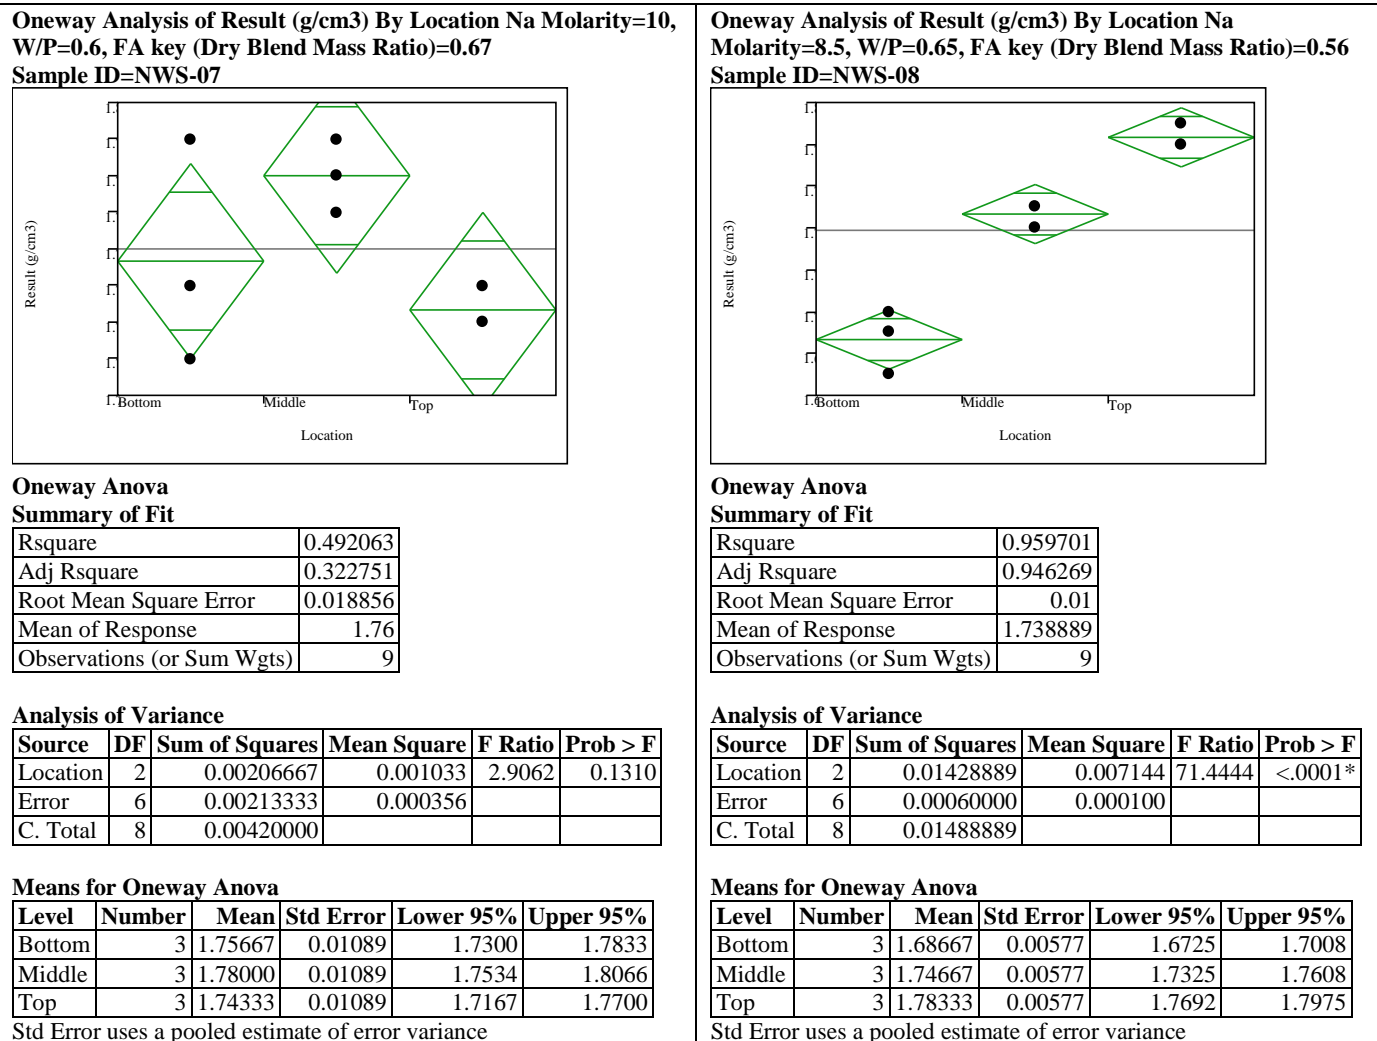 Oneway Analysis of Result (g/cm3) By Location Na Molarity=10,
W/P=0.6, FA key (Dry Blend Mass Ratio)=0.67
Sample ID=NWS-07
Result (g/cm3)
Bottom Middle Top
Location
Oneway Anova
Summary of Fit
Rsquare 0.492063
Adj Rsquare 0.322751
Root Mean Square Error 0.018856
Mean of Response 1.76
Observations (or Sum Wgts) 9
Analysis of Variance
Source DF Sum of Squares Mean Square F Ratio Prob > F
Location 2 0.00206667 0.001033 2.9062 0.1310
Error 6 0.00213333 0.000356
C. Total 8 0.00420000
Means for Oneway Anova
Level Number Mean Std Error Lower 95% Upper 95%
Bottom 3 1.75667 0.01089 1.7300 1.7833
Middle 3 1.78000 0.01089 1.7534 1.8066
Top 3 1.74333 0.01089 1.7167 1.7700
Std Error uses a pooled estimate of error variance
Oneway Analysis of Result (g/cm3) By Location Na
Molarity=8.5, W/P=0.65, FA key (Dry Blend Mass Ratio)=0.56
Sample ID=NWS-08
Result (g/cm3)
Bottom Middle Top
Location
Oneway Anova
Summary of Fit
Rsquare 0.959701
Adj Rsquare 0.946269
Root Mean Square Error 0.01
Mean of Response 1.738889
Observations (or Sum Wgts) 9
Analysis of Variance
Source DF Sum of Squares Mean Square F Ratio Prob > F
Location 2 0.01428889 0.007144 71.4444 <.0001*
Error 6 0.00060000 0.000100
C. Total 8 0.01488889
Means for Oneway Anova
Level Number Mean Std Error Lower 95% Upper 95%
Bottom 3 1.68667 0.00577 1.6725 1.7008
Middle 3 1.74667 0.00577 1.7325 1.7608
Top 3 1.78333 0.00577 1.7692 1.7975
Std Error uses a pooled estimate of error variance